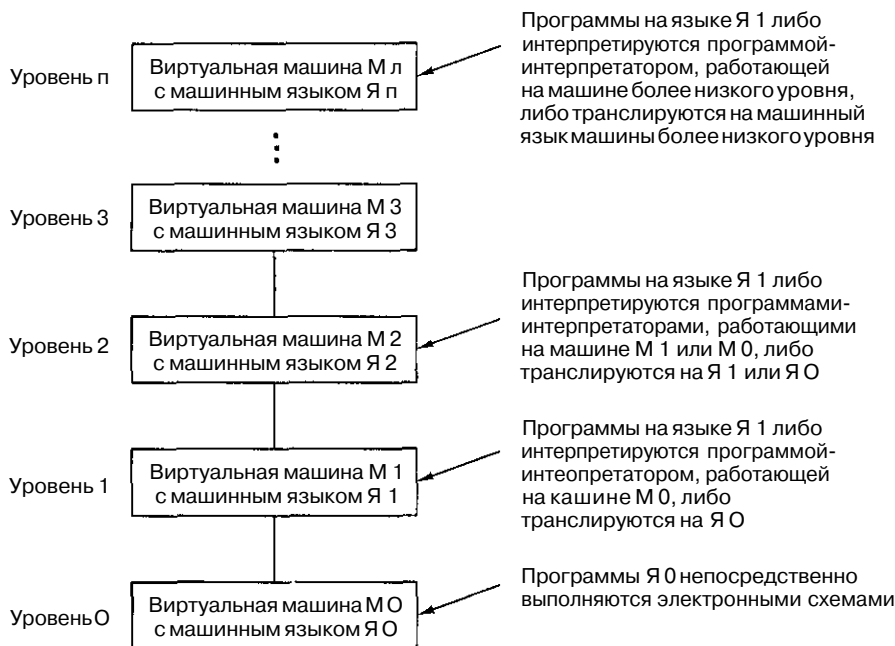 Программы на языке Я 1 либо
интерпретируются программой-
интерпретатором, работающей
на машине более низкого уровня,
либо транслируются на машинный
язык машины более низкого уровня
Уровень п
Виртуальная машина М л
с машинным языком Я п
Уровень 3
Виртуальная машина М 3
с машинным языком Я 3
Программы на языке Я 1 либо
интерпретируются программами-
интерпретаторами, работающими
на машине М 1 или М 0, либо
транслируются на Я 1 или Я О
Уровень 2
Виртуальная машина М 2
с машинным языком Я 2
Программы на языке Я 1 либо
интерпретируются программой-
интеопретатором, работающей
на кашине М 0, либо
транслируются на Я О
Уровень 1
Виртуальная машина М 1
с машинным языком Я 1
Программы Я 0 непосредственно
выполняются электронными схемами
Уровень О
Виртуальная машина М О
с машинным языком Я О